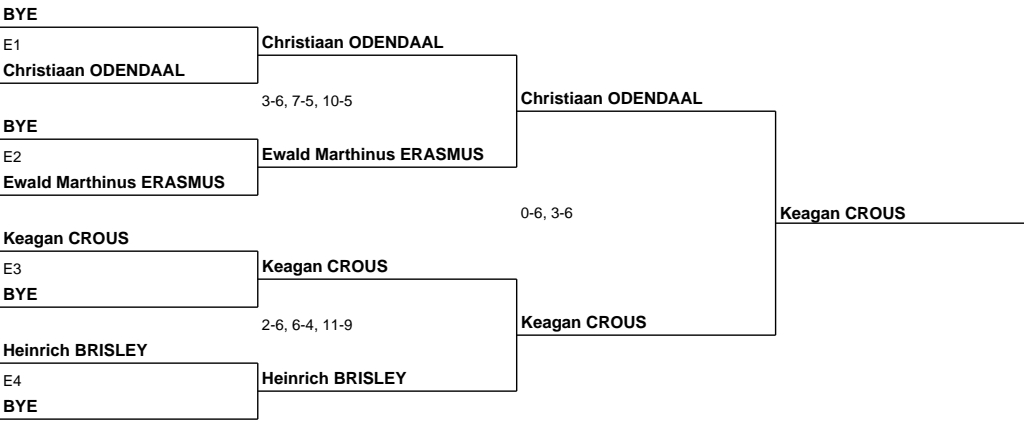 BYE
E1
Christiaan ODENDAAL
BYE
E2
Ewald Marthinus ERASMUS
Keagan CROUS
E3
BYE
Heinrich BRISLEY
E4
BYE
Christiaan ODENDAAL
3-6, 7-5, 10-5
Ewald Marthinus ERASMUS
Keagan CROUS
2-6, 6-4, 11-9
Heinrich BRISLEY
Christiaan ODENDAAL
0-6, 3-6
Keagan CROUS
Keagan CROUS